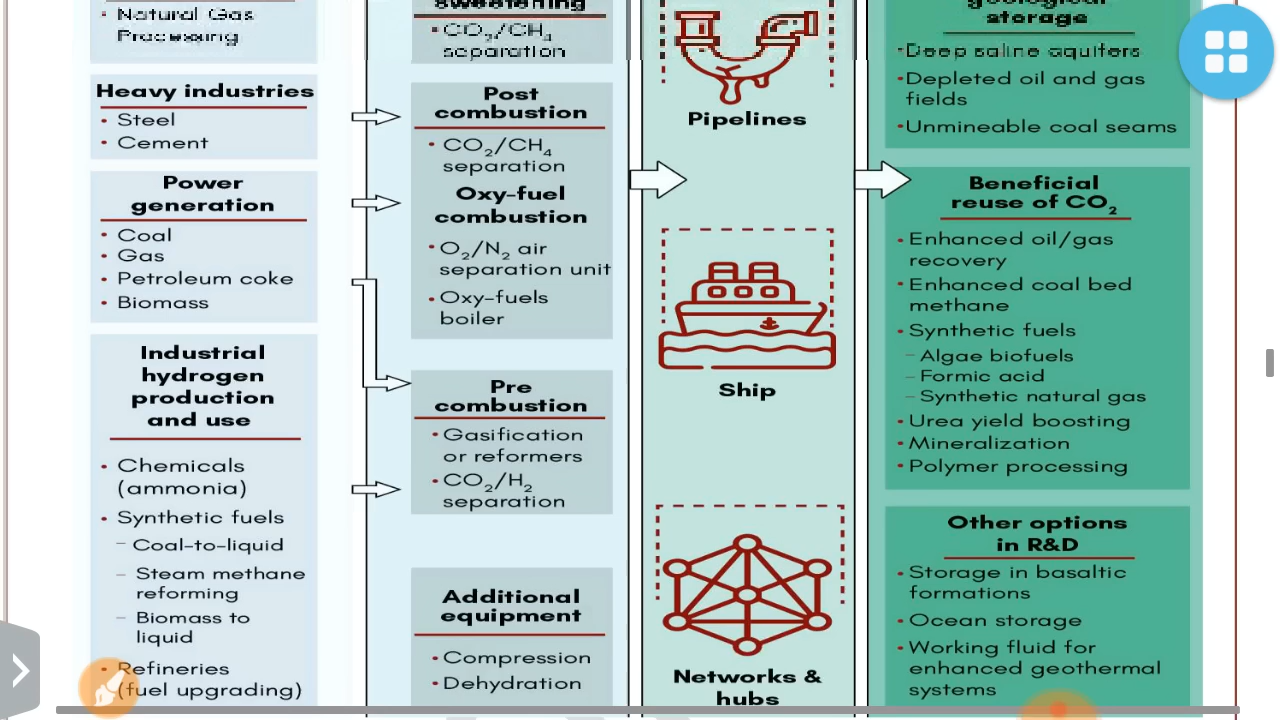 Natural Gas
Processing
Heavy industries
Steel
Cement
Power
generation
Coal
Gas
Petroleum coke
Biomass
Industrial
hydrogen
production
and use
Chemicals
(ammonia)
Synthetic fuels
Coal-to-liquid
Steam methane
reforming
Biomass to
liquid
Refineries
(fuel upgrading)
sweetening
CO₂/CH₄
separation
Post
combustion
CO₂/CH₄
separation
Oxy-fuel
combustion
O₂/N₂ air
separation unit
Oxy-fuels
boiler
Pre
combustion
Gasification
or reformers
CO₂/H₂
separation
Additional
equipment
Compression
Dehydration
Pipelines
Ship
Networks &
hubs
geological
storage
Deep saline aquifers
Depleted oil and gas
fields
Unmineable coal seams
Beneficial
reuse of CO₂
Enhanced oil/gas
recovery
Enhanced coal bed
methane
Synthetic fuels
Algae biofuels
Formic acid
Synthetic natural gas
Urea yield boosting
Mineralization
Polymer processing
Other options
in R&D
Storage in basaltic
formations
Ocean storage
Working fluid for
enhanced geothermal
systems